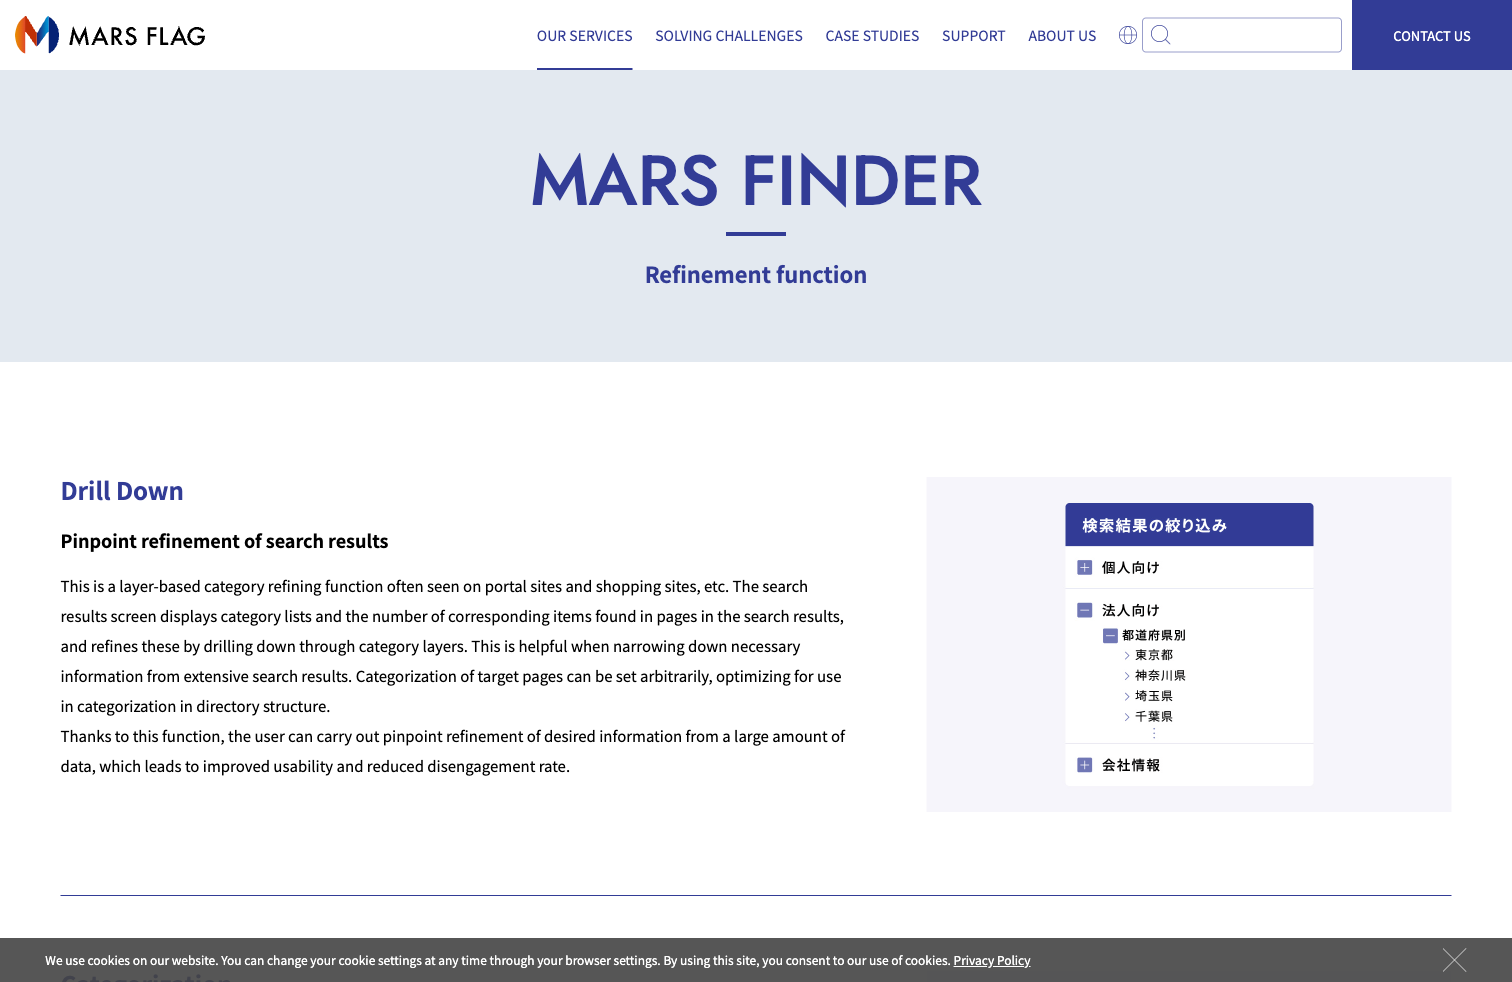 MARS FLAG
OUR SERVICES
SOLVING CHALLENGES
CASE STUDIES
SUPPORT
ABOUT US
CONTACT US
MARS FINDER
Refinement function
Drill Down
Pinpoint refinement of search results
This is a layer-based category refining function often seen on portal sites and shopping sites, etc. The search
results screen displays category lists and the number of corresponding items found in pages in the search results,
and refines these by drilling down through category layers. This is helpful when narrowing down necessary
information from extensive search results. Categorization of target pages can be set arbitrarily, optimizing for use
in categorization in directory structure.
Thanks to this function, the user can carry out pinpoint refinement of desired information from a large amount of
data, which leads to improved usability and reduced disengagement rate.
検索結果の絞り込み
個人向け
法人向け
都道府県別
東京都
神奈川県
埼玉県
千葉県
会社情報
We use cookies on our website. You can change your cookie settings at any time through your browser settings. By using this site, you consent to our use of cookies. Privacy Policy
Categorization